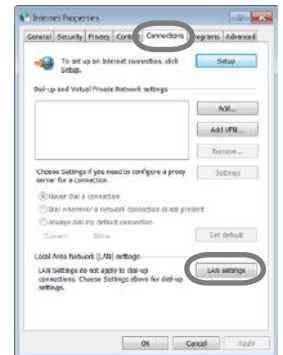 Internet Properties
General Security Privacy Content Connections Programs Advanced
To set up an Internet connection, click
Setup.
Setup
Dial-up and Virtual Private Network settings
Add...
Add VPN...
Remove...
Choose Settings if you need to configure a proxy
server for a connection.
Settings
Never dial a connection
Dial whenever a network connection is not present
Always dial my default connection
Current None
Set default
Local Area Network (LAN) settings
LAN Settings do not apply to dial-up
connections. Choose Settings above for dial-up
settings.
LAN settings
OK Cancel Apply